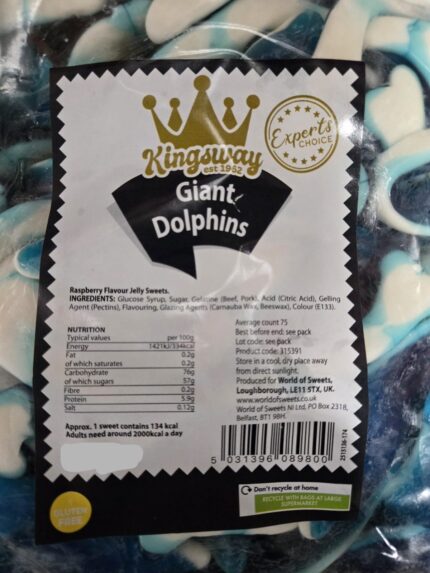 Kingsway
est 1982
Experts
CHOICE
Giant
Dolphins
Raspberry Flavour Jelly Sweets.
INGREDIENTS: Glucose Syrup, Sugar, Gelatine (Beef, Pork), Acid (Citric Acid), Gelling
Agent (Pectins), Flavouring, Glazing Agents (Carnauba Wax, Beeswax), Colour (E133).
NUTRITION
Typical values per 100g
Energy 1421kJ/334kcal
Fat 0.2g
of which saturates 0.2g
Carbohydrate 76g
of which sugars 57g
Fibre 0.2g
Protein 5.9g
Salt 0.12g
Approx. 1 sweet contains 134 kcal
Adults need around 2000kcal a day
Average count 75
Best before end: see pack
Lot code: see pack
Product code: 315391
Store in a cool, dry place away
from direct sunlight.
Produced for World of Sweets,
Loughborough, LE11 5TX, UK.
www.worldofsweets.co.uk
World of Sweets NI Ltd, PO Box 2318,
Belfast, BT1 9BH.
5 031396 089800
2515136-174
GLUTEN
FREE
Don't recycle at home
RECYCLE WITH BAGS AT LARGE
SUPERMARKET